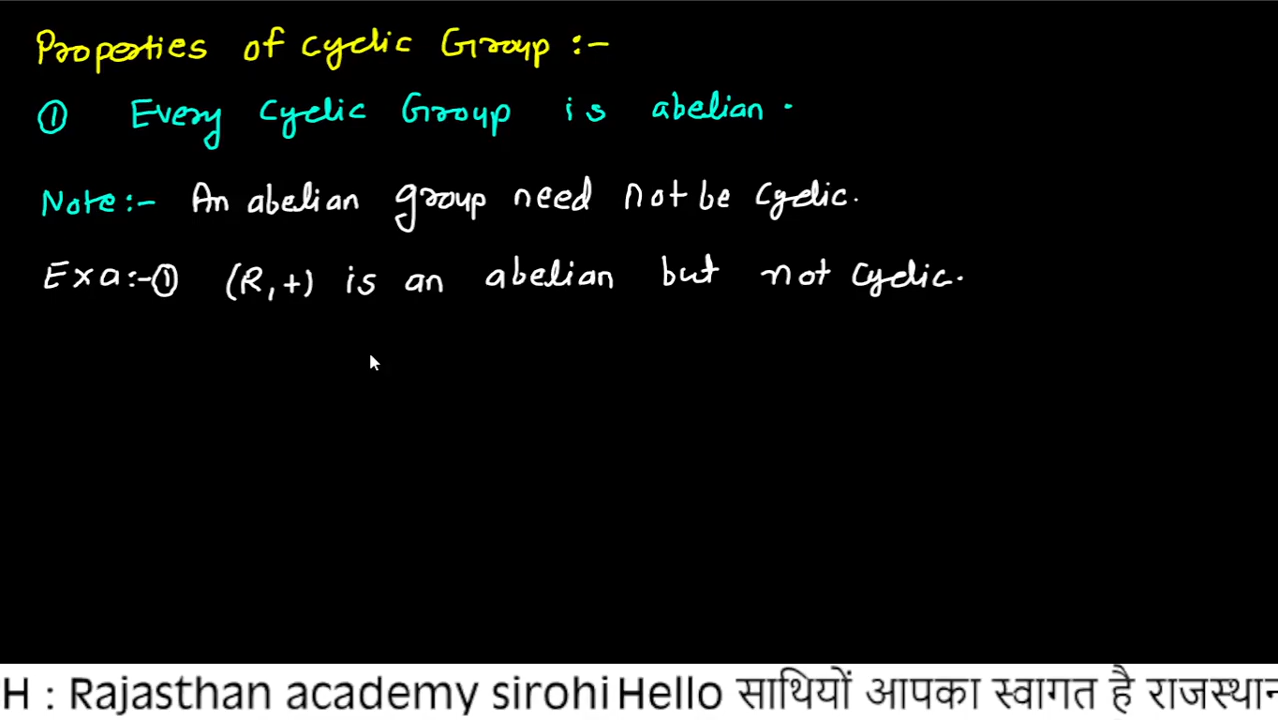 Properties of cyclic Group :-
① Every cyclic Group is abelian.
Note :- An abelian group need not be cyclic.
Exa :- ① (R, +) is an abelian but not cyclic.
H : Rajasthan academy sirohi Hello साथियों आपका स्वागत है राजस्थान